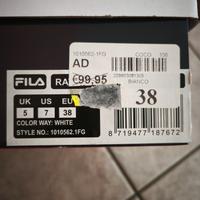 1010562-1FG COCO 100
AD
€99,95
BIANCO
38
8 719477 187672
FILA RA
UK US EU
5 7 38
COLOR WAY: WHITE
STYLE NO.: 1010562.1FG